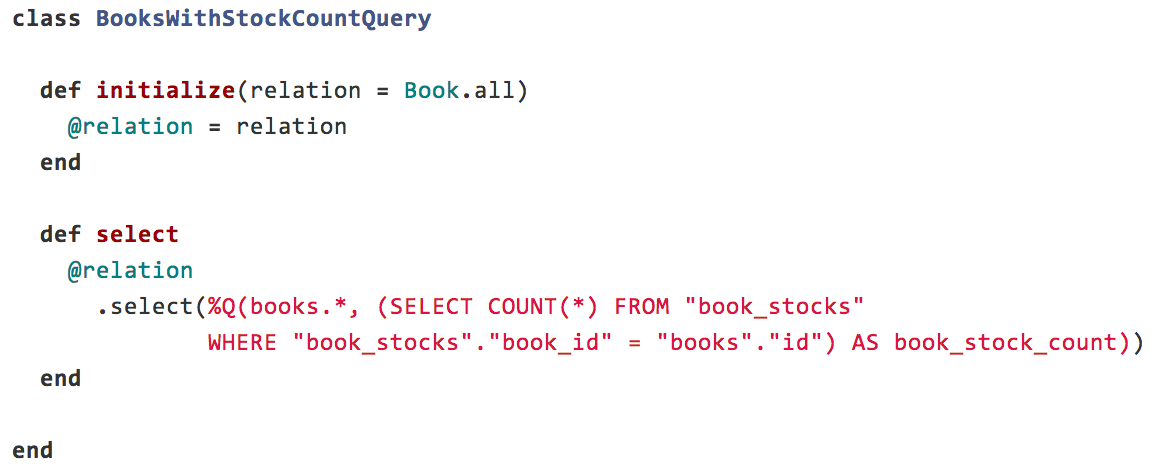 class BooksWithStockCountQuery
def initialize(relation = Book.all)
@relation = relation
end
def select
@relation
.select(%Q(books.*, (SELECT COUNT(*) FROM "book_stocks"
WHERE "book_stocks"."book_id" = "books"."id") AS book_stock_count))
end
end